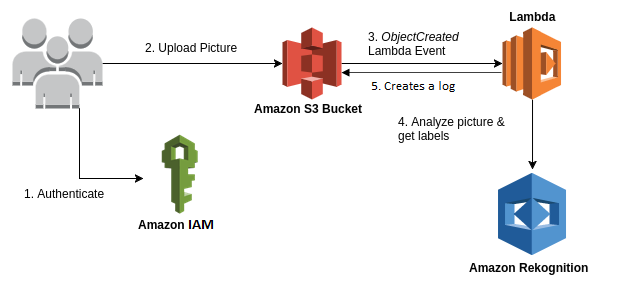 Lambda
2. Upload Picture
3. ObjectCreated
Lambda Event
5. Creates a log
Amazon S3 Bucket
4. Analyze picture &
get labels
1. Authenticate
Amazon IAM
Amazon Rekognition